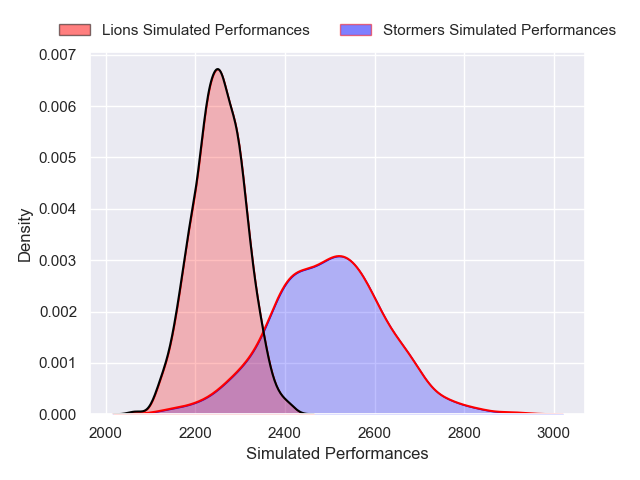 Lions Simulated Performances Stormers Simulated Performances
0.007
0.006
0.005
0.004
0.003
0.002
0.001
0.000
Density
2000 2200 2400 2600 2800 3000
Simulated Performances